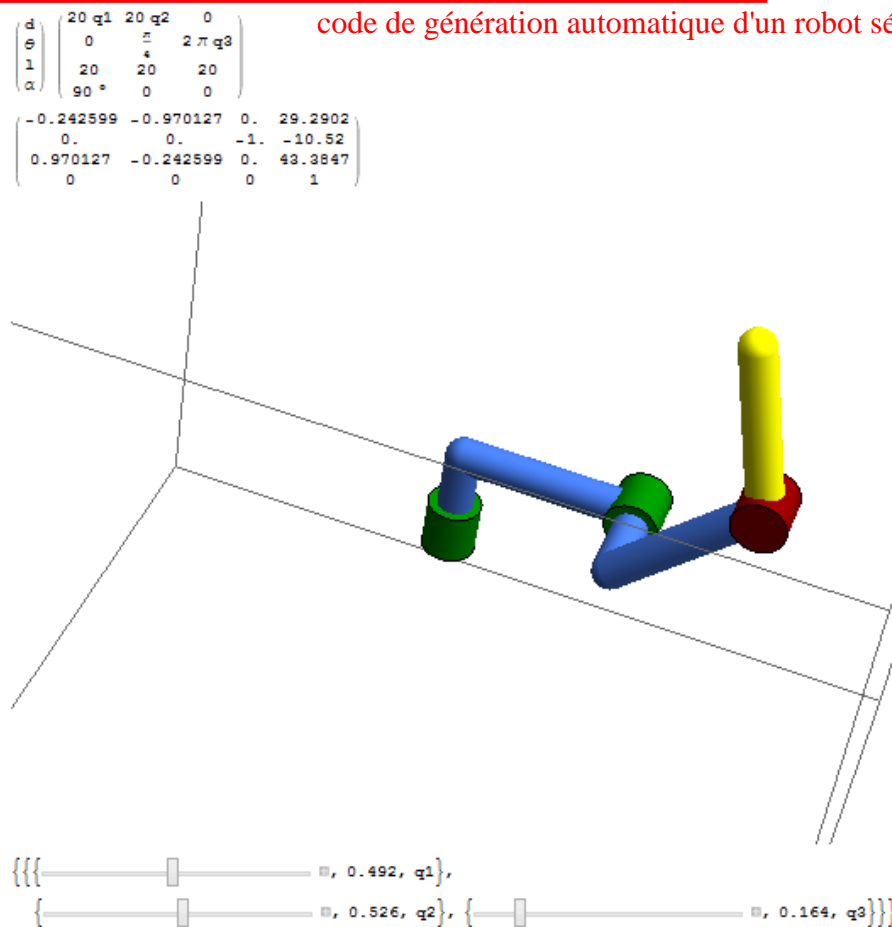 code de génération automatique d'un robot sé
d 20 q1 20 q2 0
θ 0 π/4 2 π q3
l 20 20 20
α 90 ° 0 0
-0.242599 -0.970127 0. 29.2902
0. 0. -1. -10.52
0.970127 -0.242599 0. 43.3847
0 0 0 1
{{{ , 0.492, q1},
{ , 0.526, q2}, { , 0.164, q3}}}